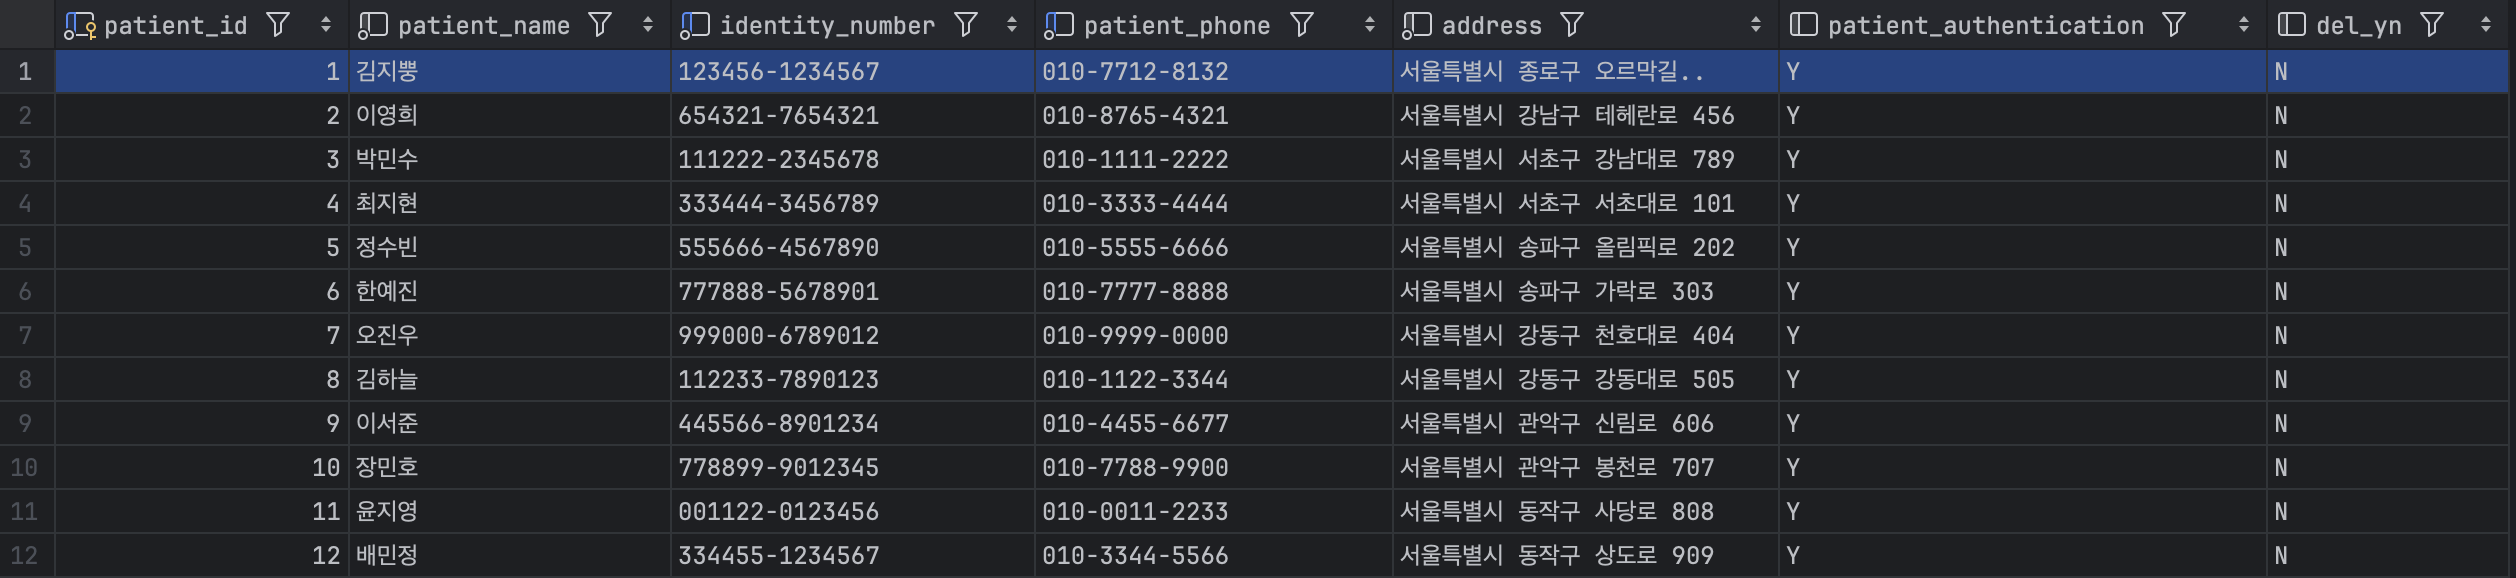 patient_id patient_name identity_number patient_phone address patient_authentication del_yn
1 1 김지뿡 123456-1234567 010-7712-8132 서울특별시 종로구 오르막길.. Y N
2 2 이영희 654321-7654321 010-8765-4321 서울특별시 강남구 테헤란로 456 Y N
3 3 박민수 111222-2345678 010-1111-2222 서울특별시 서초구 강남대로 789 Y N
4 4 최지현 333444-3456789 010-3333-4444 서울특별시 서초구 서초대로 101 Y N
5 5 정수빈 555666-4567890 010-5555-6666 서울특별시 송파구 올림픽로 202 Y N
6 6 한예진 777888-5678901 010-7777-8888 서울특별시 송파구 가락로 303 Y N
7 7 오진우 999000-6789012 010-9999-0000 서울특별시 강동구 천호대로 404 Y N
8 8 김하늘 112233-7890123 010-1122-3344 서울특별시 강동구 강동대로 505 Y N
9 9 이서준 445566-8901234 010-4455-6677 서울특별시 관악구 신림로 606 Y N
10 10 장민호 778899-9012345 010-7788-9900 서울특별시 관악구 봉천로 707 Y N
11 11 윤지영 001122-0123456 010-0011-2233 서울특별시 동작구 사당로 808 Y N
12 12 배민정 334455-1234567 010-3344-5566 서울특별시 동작구 상도로 909 Y N